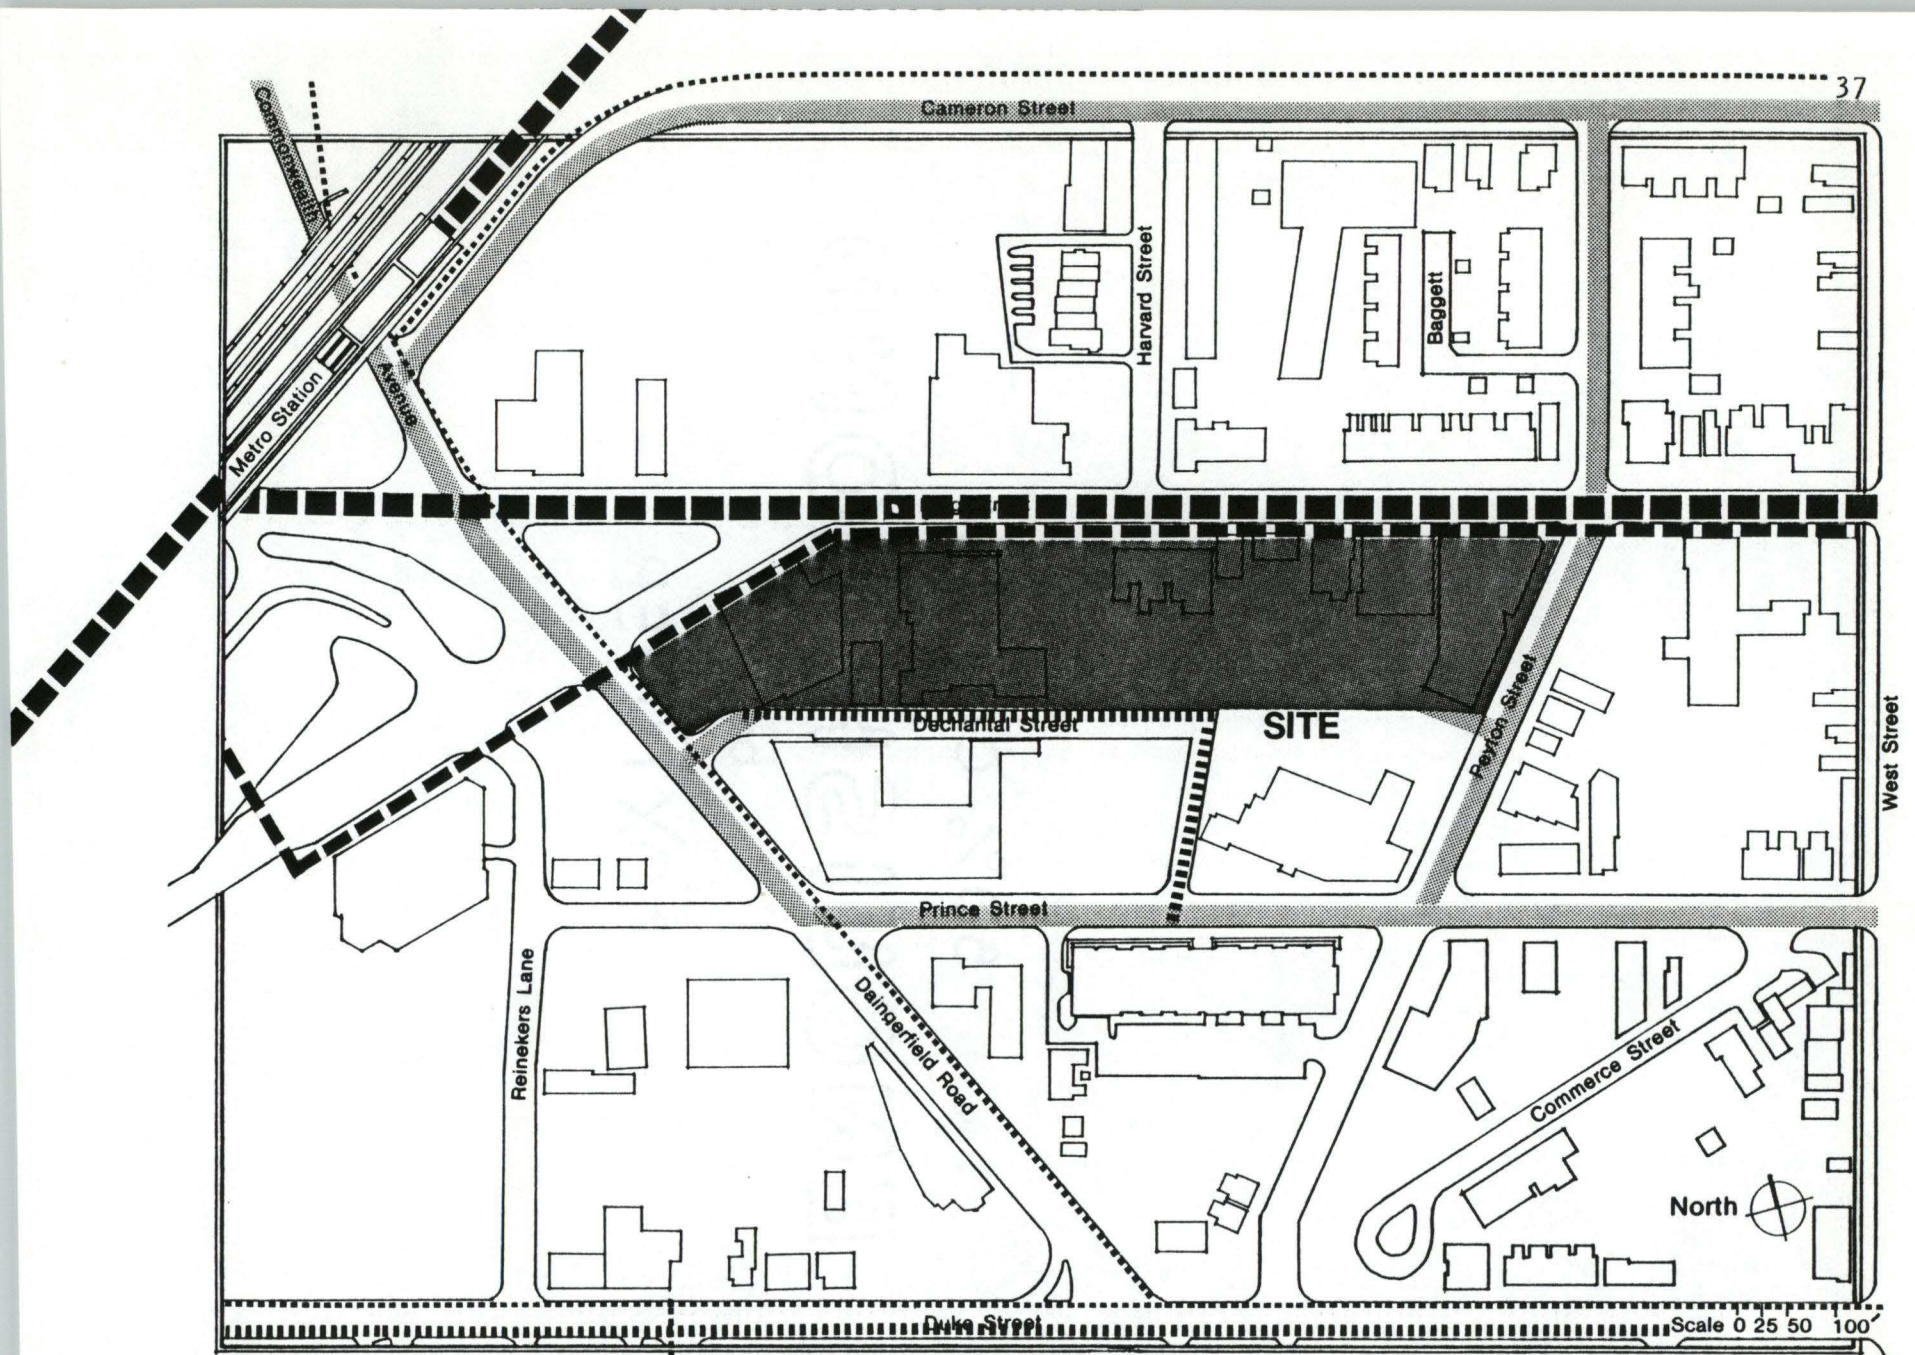 37
Cameron Street
Commonwealth
Harvard Street
Baggett
Avenue
Metro Station
Dechantal Street
SITE
Peyton Street
West Street
Prince Street
Reinekers Lane
Daingerfield Road
Commerce Street
North
Duke Street
Scale 0 25 50 100'